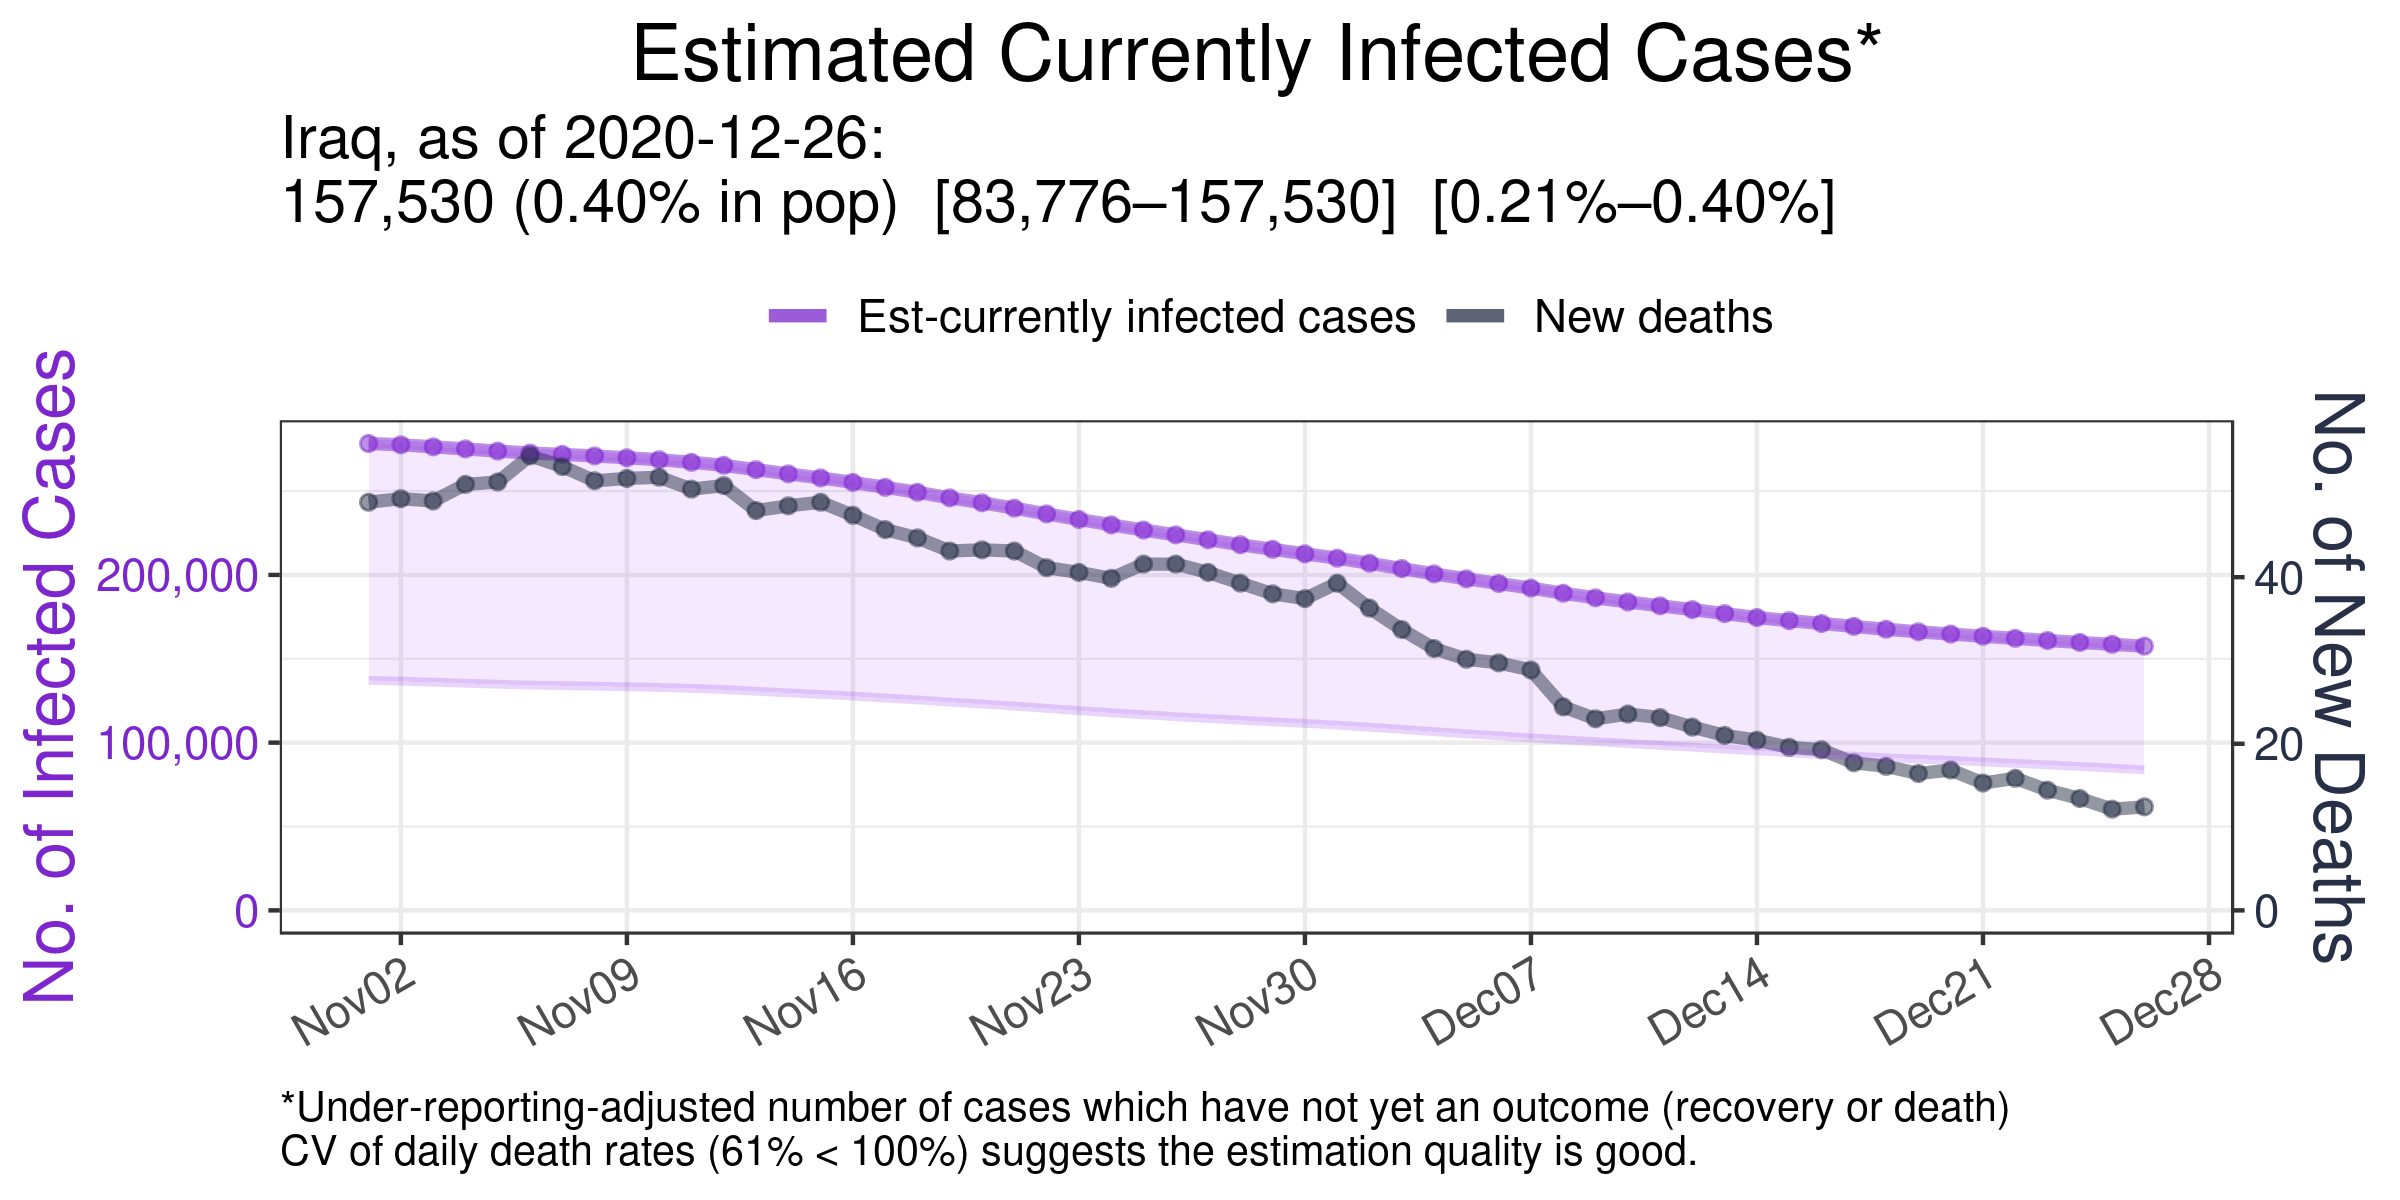 Estimated Currently Infected Cases*
Iraq, as of 2020-12-26:
157,530 (0.40% in pop) [83,776–157,530] [0.21%–0.40%]
Est-currently infected cases
New deaths
No. of Infected Cases
200,000
100,000
0
40
20
0
No. of New Deaths
Nov02
Nov09
Nov16
Nov23
Nov30
Dec07
Dec14
Dec21
Dec28
*Under-reporting-adjusted number of cases which have not yet an outcome (recovery or death)
CV of daily death rates (61% < 100%) suggests the estimation quality is good.